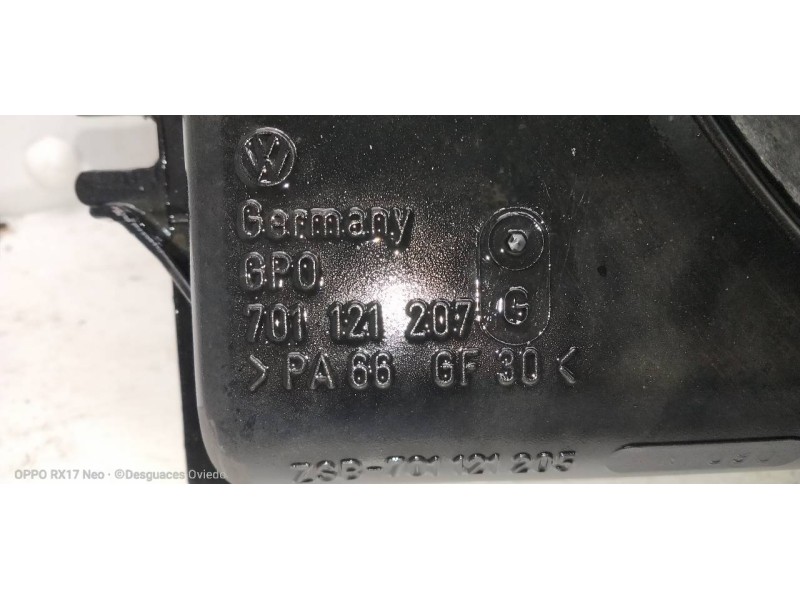 Germany
GPO
701 121 207 G
> PA 66 GF 30 <
ZSB-701 121 205
OPPO RX17 Neo · ©Desguaces Oviedo